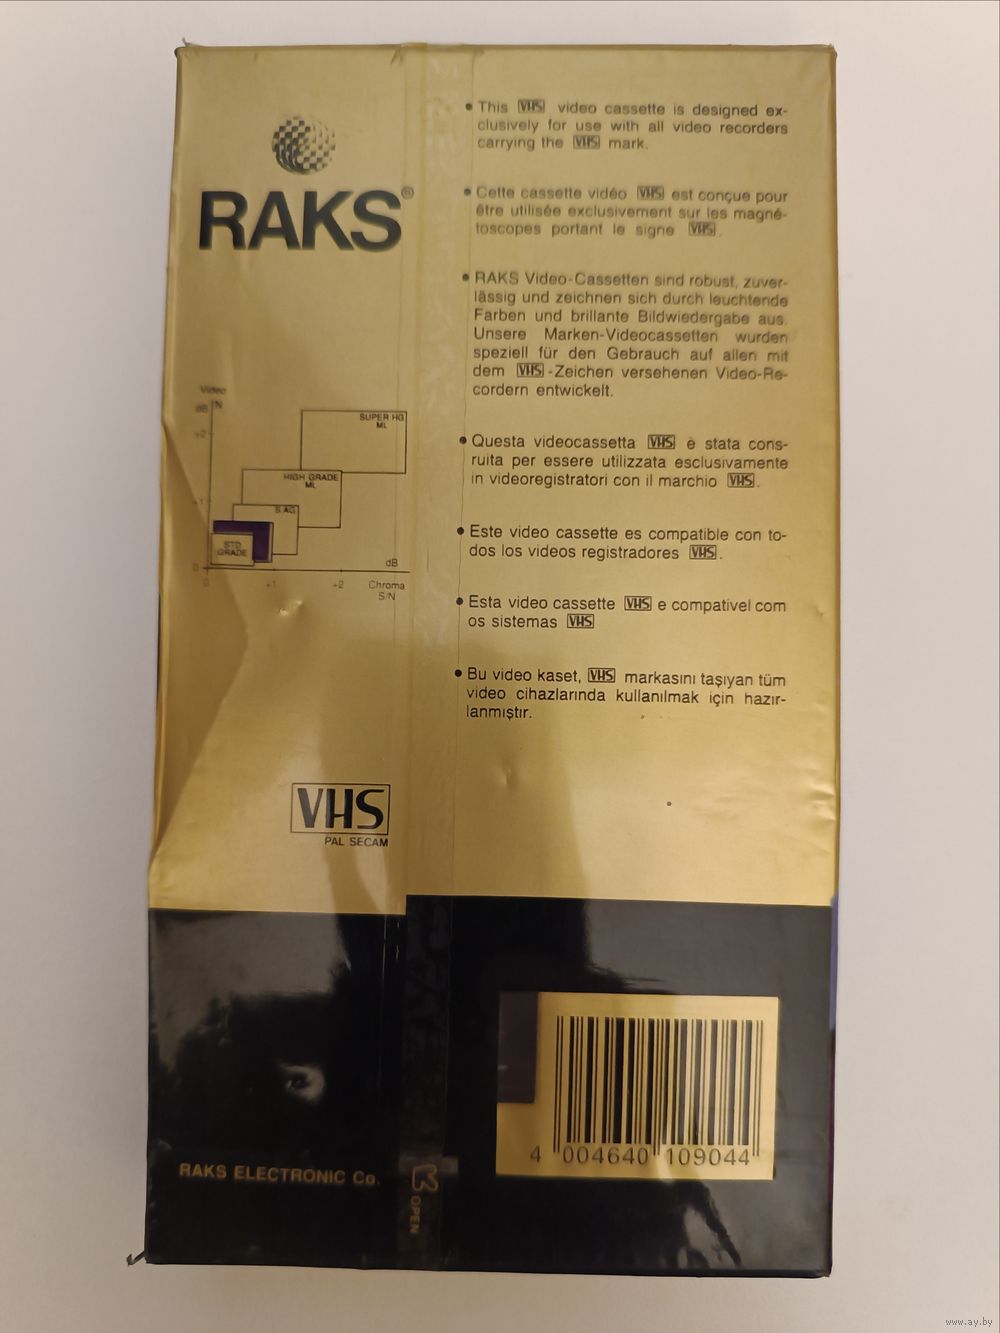 RAKS®
Video
dB
N
+2
+1
0
SUPER HG
ML
HIGH GRADE
ML
S.AG
STD
GRADE
dB
0
+1
+2
Chroma
S/N
VHS
PAL SECAM
• This VHS video cassette is designed ex-
clusively for use with all video recorders
carrying the VHS mark.
• Cette cassette vidéo VHS est conçue pour
être utilisée exclusivement sur les magné-
toscopes portant le signe VHS.
• RAKS Video-Cassetten sind robust, zuver-
lässig und zeichnen sich durch leuchtende
Farben und brillante Bildwiedergabe aus.
Unsere Marken-Videocassetten wurden
speziell für den Gebrauch auf allen mit
dem VHS-Zeichen versehenen Video-Re-
cordern entwickelt.
• Questa videocassetta VHS è stata cons-
ruita per essere utilizzata esclusivamente
in videoregistratori con il marchio VHS.
• Este video cassette es compatible con to-
dos los videos registradores VHS.
• Esta video cassette VHS e compativel com
os sistemas VHS
• Bu video kaset, VHS markasını taşıyan tüm
video cihazlarında kullanılmak için hazır-
lanmıştır.
4 004640 109044
RAKS ELECTRONIC Co.
OPEN
www.ay.by